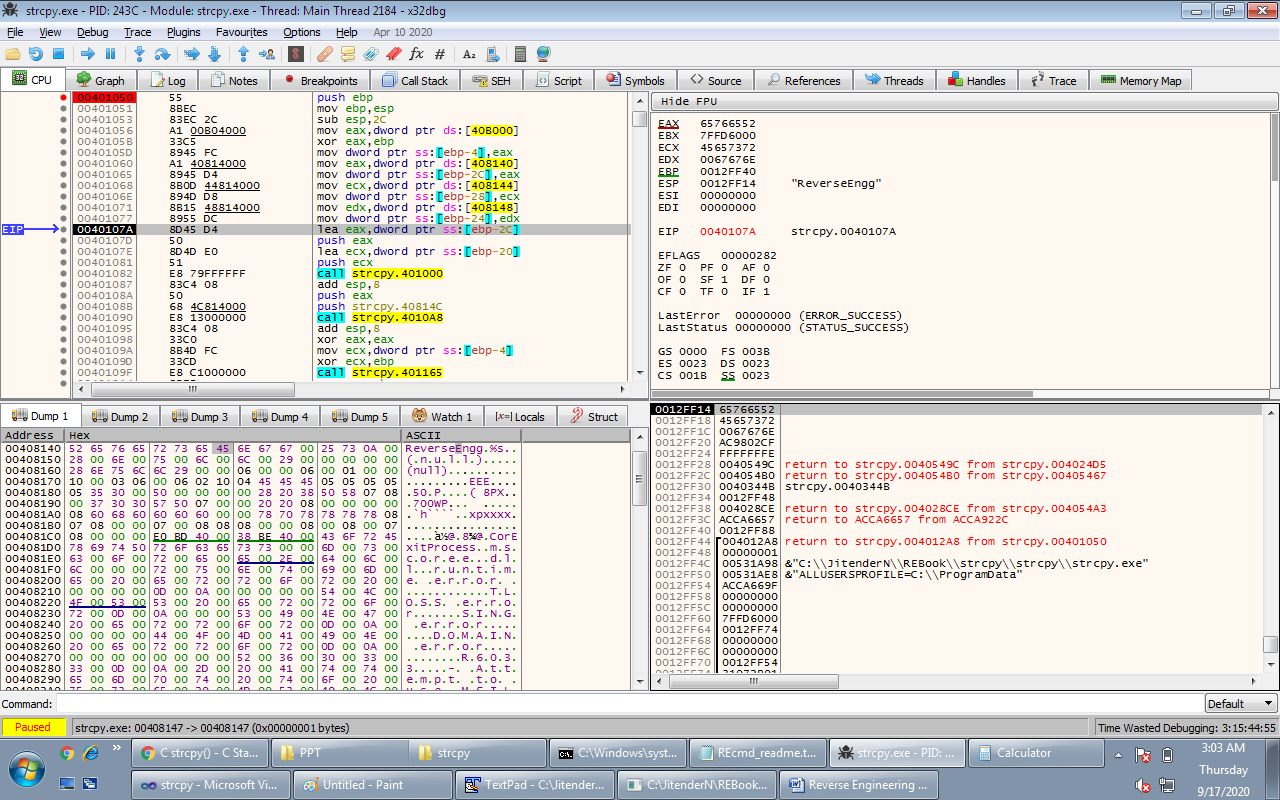 strcpy.exe - PID: 243C - Module: strcpy.exe - Thread: Main Thread 2184 - x32dbg
File View Debug Trace Plugins Favourites Options Help Apr 10 2020
CPU Graph Log Notes Breakpoints Call Stack SEH Script Symbols Source References Threads Handles Trace Memory Map
00401050 55 push ebp
00401051 8BEC mov ebp,esp
00401053 83EC 2C sub esp,2C
00401056 A1 00B04000 mov eax,dword ptr ds:[40B000]
0040105B 33C5 xor eax,ebp
0040105D 8945 FC mov dword ptr ss:[ebp-4],eax
00401060 A1 40814000 mov eax,dword ptr ds:[408140]
00401065 8945 D4 mov dword ptr ss:[ebp-2C],eax
00401068 8B0D 44814000 mov ecx,dword ptr ds:[408144]
0040106E 894D D8 mov dword ptr ss:[ebp-28],ecx
00401071 8B15 48814000 mov edx,dword ptr ds:[408148]
00401077 8955 DC mov dword ptr ss:[ebp-24],edx
EIP 0040107A 8D45 D4 lea eax,dword ptr ss:[ebp-2C]
0040107D 50 push eax
0040107E 8D4D E0 lea ecx,dword ptr ss:[ebp-20]
00401081 51 push ecx
00401082 E8 79FFFFFF call strcpy.401000
00401087 83C4 08 add esp,8
0040108A 50 push eax
0040108B 68 4C814000 push strcpy.40814C
00401090 E8 13000000 call strcpy.4010A8
00401095 83C4 08 add esp,8
00401098 33C0 xor eax,eax
0040109A 8B4D FC mov ecx,dword ptr ss:[ebp-4]
0040109D 33CD xor ecx,ebp
0040109F E8 C1000000 call strcpy.401165
Hide FPU
EAX 65766552
EBX 7FFD6000
ECX 45657372
EDX 0067676E
EBP 0012FF40
ESP 0012FF14 "ReverseEngg"
ESI 00000000
EDI 00000000
EIP 0040107A strcpy.0040107A
EFLAGS 00000282
ZF 0 PF 0 AF 0
OF 0 SF 1 DF 0
CF 0 TF 0 IF 1
LastError 00000000 (ERROR_SUCCESS)
LastStatus 00000000 (STATUS_SUCCESS)
GS 0000 FS 003B
ES 0023 DS 0023
CS 001B SS 0023
Dump 1 Dump 2 Dump 3 Dump 4 Dump 5 Watch 1 Locals Struct
Address Hex ASCII
00408140 52 65 76 65 72 73 65 45 6E 67 67 00 25 73 0A 00 ReverseEngg.%s..
00408150 28 00 6E 00 75 00 6C 00 6C 00 29 00 00 00 00 00 (.n.u.l.l.).....
00408160 28 6E 75 6C 6C 29 00 00 06 00 00 06 00 01 00 00 (null)..........
00408170 10 00 03 06 00 06 02 10 04 45 45 45 05 05 05 05 .........EEE....
00408180 05 35 30 00 50 00 00 00 00 28 20 38 50 58 07 08 .50.P....( 8PX..
00408190 00 37 30 30 57 50 07 00 00 20 20 08 00 00 00 00 .700WP...  .....
004081A0 08 60 68 60 60 60 60 00 00 78 70 78 78 78 78 08 .`h````..xpxxxx.
004081B0 07 08 00 00 07 00 08 08 08 00 00 08 00 08 00 07 ................
004081C0 08 00 00 00 E0 BD 40 00 38 BE 40 00 43 6F 72 45 ....à½@.8¾@.CorE
004081D0 78 69 74 50 72 6F 63 65 73 73 00 00 6D 00 73 00 xitProcess..m.s.
004081E0 63 00 6F 00 72 00 65 00 65 00 2E 00 64 00 6C 00 c.o.r.e.e...d.l.
004081F0 6C 00 00 00 72 00 75 00 6E 00 74 00 69 00 6D 00 l...r.u.n.t.i.m.
00408200 65 00 20 00 65 00 72 00 72 00 6F 00 72 00 20 00 e. .e.r.r.o.r. .
00408210 00 00 00 00 0D 00 0A 00 00 00 00 00 54 00 4C 00 ............T.L.
00408220 4F 00 53 00 53 00 20 00 65 00 72 00 72 00 6F 00 O.S.S. .e.r.r.o.
00408230 72 00 0D 00 0A 00 00 00 53 00 49 00 4E 00 47 00 r.......S.I.N.G.
00408240 20 00 65 00 72 00 72 00 6F 00 72 00 0D 00 0A 00 .e.r.r.o.r.....
00408250 00 00 00 00 44 00 4F 00 4D 00 41 00 49 00 4E 00 ....D.O.M.A.I.N.
00408260 20 00 65 00 72 00 72 00 6F 00 72 00 0D 00 0A 00 .e.r.r.o.r.....
00408270 00 00 00 00 00 00 00 00 52 00 36 00 30 00 33 00 ........R.6.0.3.
00408280 33 00 0D 00 0A 00 2D 00 20 00 41 00 74 00 74 00 3.....-. .A.t.t.
00408290 65 00 6D 00 70 00 74 00 20 00 74 00 6F 00 20 00 e.m.p.t. .t.o. .
0012FF14 65766552
0012FF18 45657372
0012FF1C 0067676E
0012FF20 AC9802CF
0012FF24 FFFFFFFE
0012FF28 0040549C return to strcpy.0040549C from strcpy.004024D5
0012FF2C 004054B0 return to strcpy.004054B0 from strcpy.00405467
0012FF30 0040344B strcpy.0040344B
0012FF34 0012FF48
0012FF38 004028CE return to strcpy.004028CE from strcpy.004054A3
0012FF3C ACCA6657 return to ACCA6657 from ACCA922C
0012FF40 0012FF88
0012FF44 004012A8 return to strcpy.004012A8 from strcpy.00401050
0012FF48 00000001
0012FF4C 00531A98 &"C:\\JitenderN\\REBook\\strcpy\\strcpy\\strcpy.exe"
0012FF50 00531AE8 &"ALLUSERSPROFILE=C:\\ProgramData"
0012FF54 ACCA669F
0012FF58 00000000
0012FF5C 00000000
0012FF60 7FFD6000
0012FF64 0012FF74
0012FF68 00000000
0012FF6C 00000000
0012FF70 0012FF54
Command: Default
Paused strcpy.exe: 00408147 -> 00408147 (0x00000001 bytes) Time Wasted Debugging: 3:15:44:55
C strcpy() - C Sta... PPT strcpy C:\Windows\syst... REcmd_readme.t... strcpy.exe - PID: ... Calculator
strcpy - Microsoft Vi... Untitled - Paint TextPad - C:\Jitender... C:\JitenderN\REBook... Reverse Engineering ...
3:03 AM
Thursday
9/17/2020